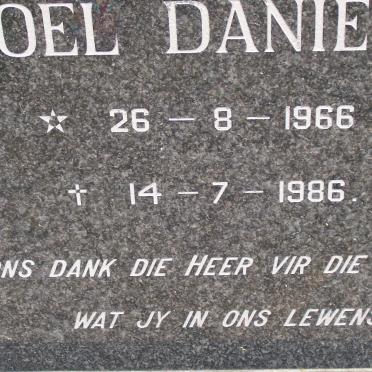 OEL DANIE
☆ 26 – 8 – 1966
✝ 14 – 7 – 1986.
ONS DANK DIE HEER VIR DIE
WAT JY IN ONS LEWENS